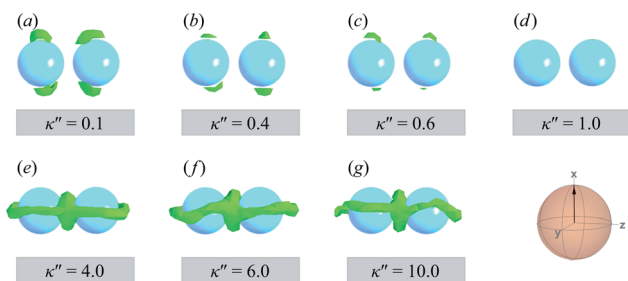 (a) (b) (c) (d)
κ″ = 0.1 κ″ = 0.4 κ″ = 0.6 κ″ = 1.0
(e) (f) (g)
x
y z
κ″ = 4.0 κ″ = 6.0 κ″ = 10.0